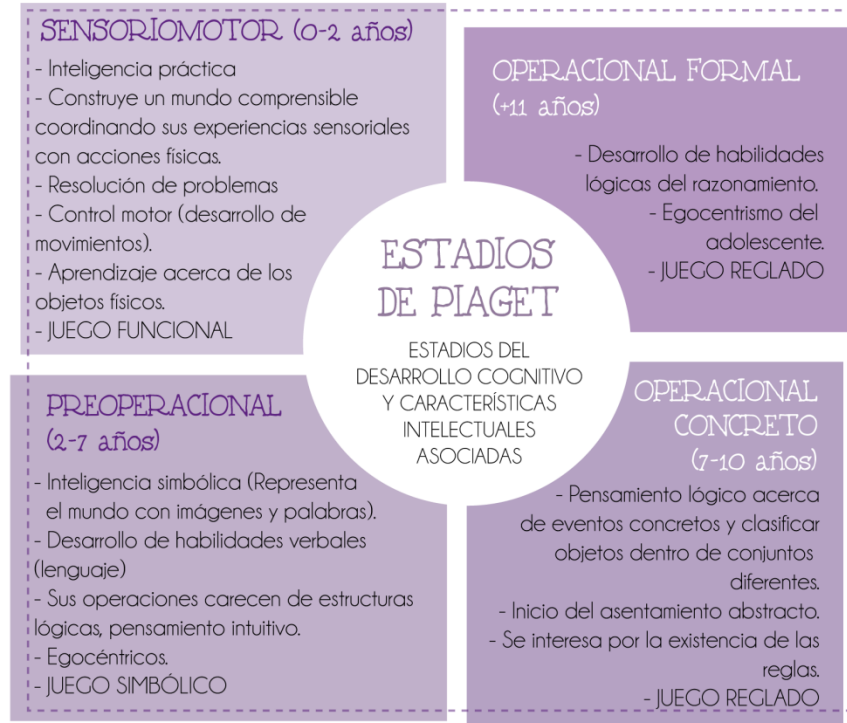 SENSORIOMOTOR (0-2 años)
- Inteligencia práctica
- Construye un mundo comprensible
coordinando sus experiencias sensoriales
con acciones físicas.
- Resolución de problemas
- Control motor (desarrollo de
movimientos).
- Aprendizaje acerca de los
objetos físicos.
- JUEGO FUNCIONAL
OPERACIONAL FORMAL
(+11 años)
- Desarrollo de habilidades
lógicas del razonamiento.
- Egocentrismo del
adolescente.
- JUEGO REGLADO
ESTADIOS
DE PIAGET
ESTADIOS DEL
DESARROLLO COGNITIVO
Y CARACTERÍSTICAS
INTELECTUALES
ASOCIADAS
PREOPERACIONAL
(2-7 años)
- Inteligencia simbólica (Representa
el mundo con imágenes y palabras).
- Desarrollo de habilidades verbales
(lenguaje)
- Sus operaciones carecen de estructuras
lógicas, pensamiento intuitivo.
- Egocéntricos.
- JUEGO SIMBÓLICO
OPERACIONAL
CONCRETO
(7-10 años)
- Pensamiento lógico acerca
de eventos concretos y clasificar
objetos dentro de conjuntos
diferentes.
- Inicio del asentamiento abstracto.
- Se interesa por la existencia de las
reglas.
- JUEGO REGLADO